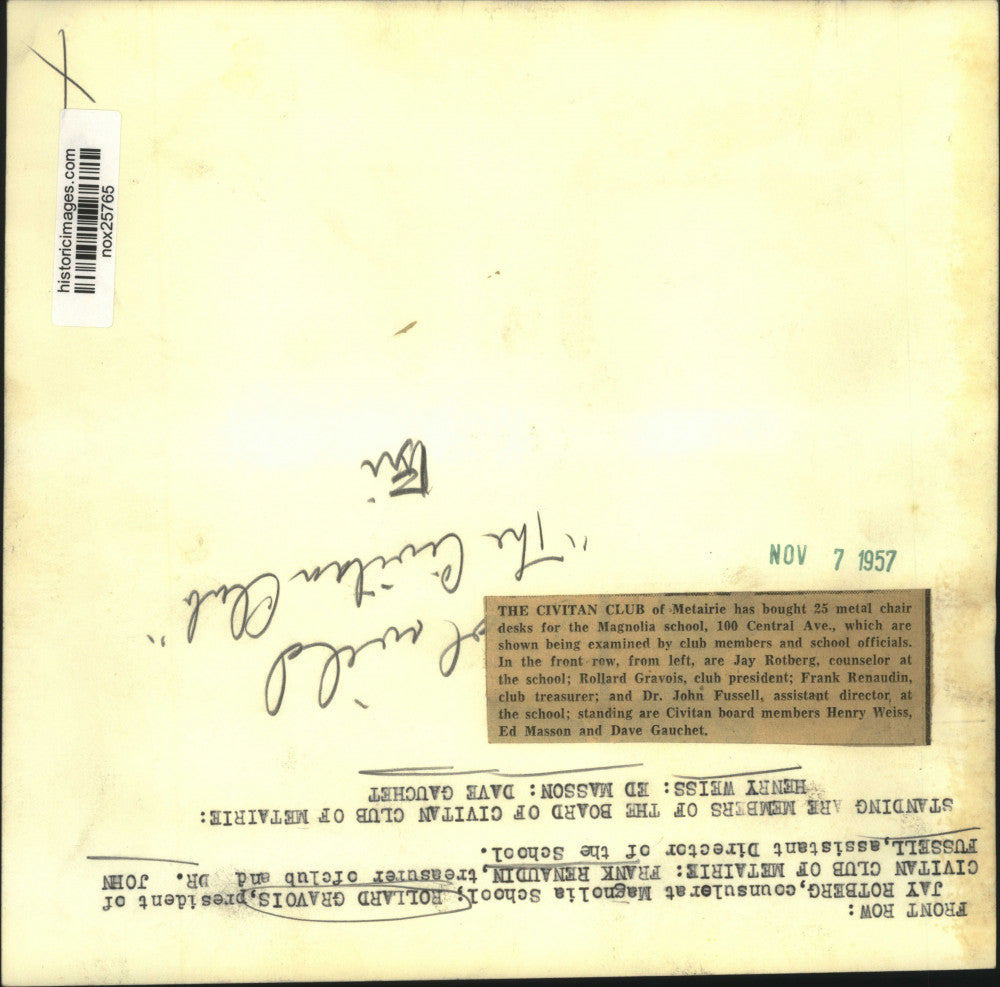 historicimages.com
nox25765
NOV 7 1957
THE CIVITAN CLUB of Metairie has bought 25 metal chair
desks for the Magnolia school, 100 Central Ave., which are
shown being examined by club members and school officials.
In the front row, from left, are Jay Rotberg, counselor at
the school; Rollard Gravois, club president; Frank Renaudin,
club treasurer; and Dr. John Fussell, assistant director at
the school; standing are Civitan board members Henry Weiss,
Ed Masson and Dave Gauchet.
FRONT ROW:
JAY ROTBERG,counsulerat Magnolia School; ROLLARD GRAVOIS,president of
CIVITAN CLUB OF METAIRIE: FRANK RENAUDIN,treasurer ofclub and DR. JOHN
FUSSELL,assistant Director of the School.
STANDING ARE MEMBERS OF THE BOARD OF CIVITAN CLUB OF METAIRIE:
HENRY WEISS: ED MASSON: DAVE GAUCHET
"The Civitan Club"